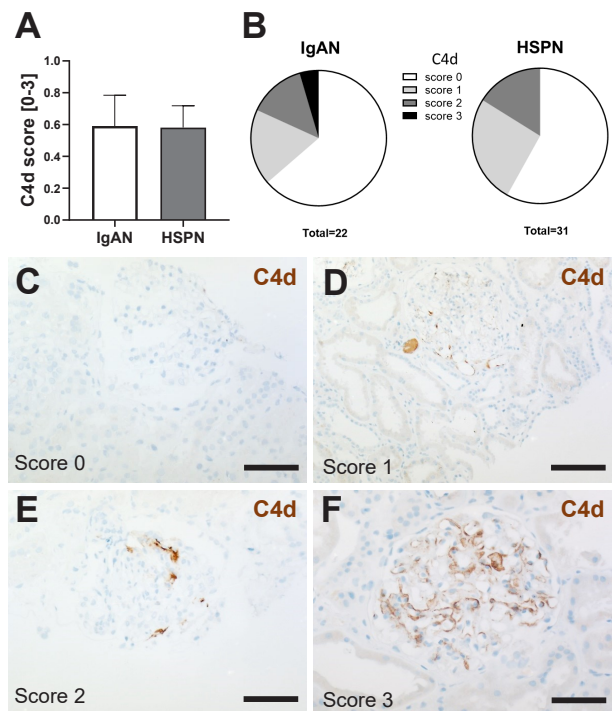 A
C4d score [0-3]
1.0
0.8
0.6
0.4
0.2
0.0
IgAN
HSPN
B
IgAN
C4d
score 0
score 1
score 2
score 3
HSPN
Total=22
Total=31
C
C4d
Score 0
D
C4d
Score 1
E
C4d
Score 2
F
C4d
Score 3